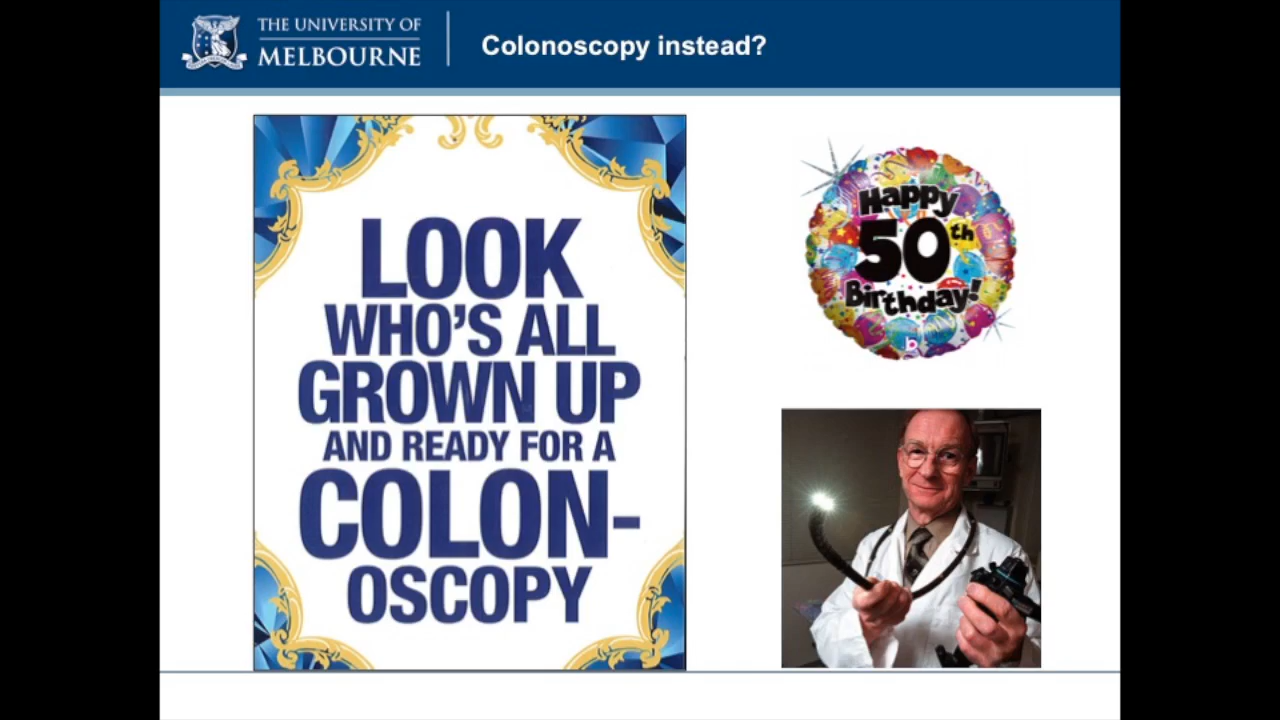 THE UNIVERSITY OF
MELBOURNE
Colonoscopy instead?
LOOK
WHO'S ALL
GROWN UP
AND READY FOR A
COLON-
OSCOPY
Happy
50th
Birthday!
b